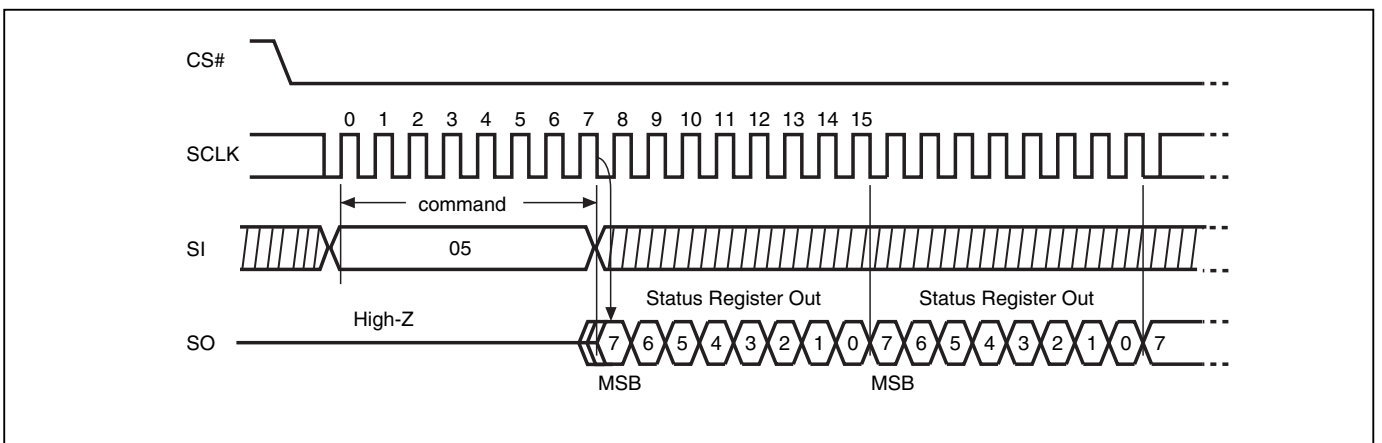 CS#
0 1 2 3 4 5 6 7 8 9 10 11 12 13 14 15
SCLK
command
SI
05
Status Register Out Status Register Out
High-Z
SO
7 6 5 4 3 2 1 0 7 6 5 4 3 2 1 0 7
MSB MSB